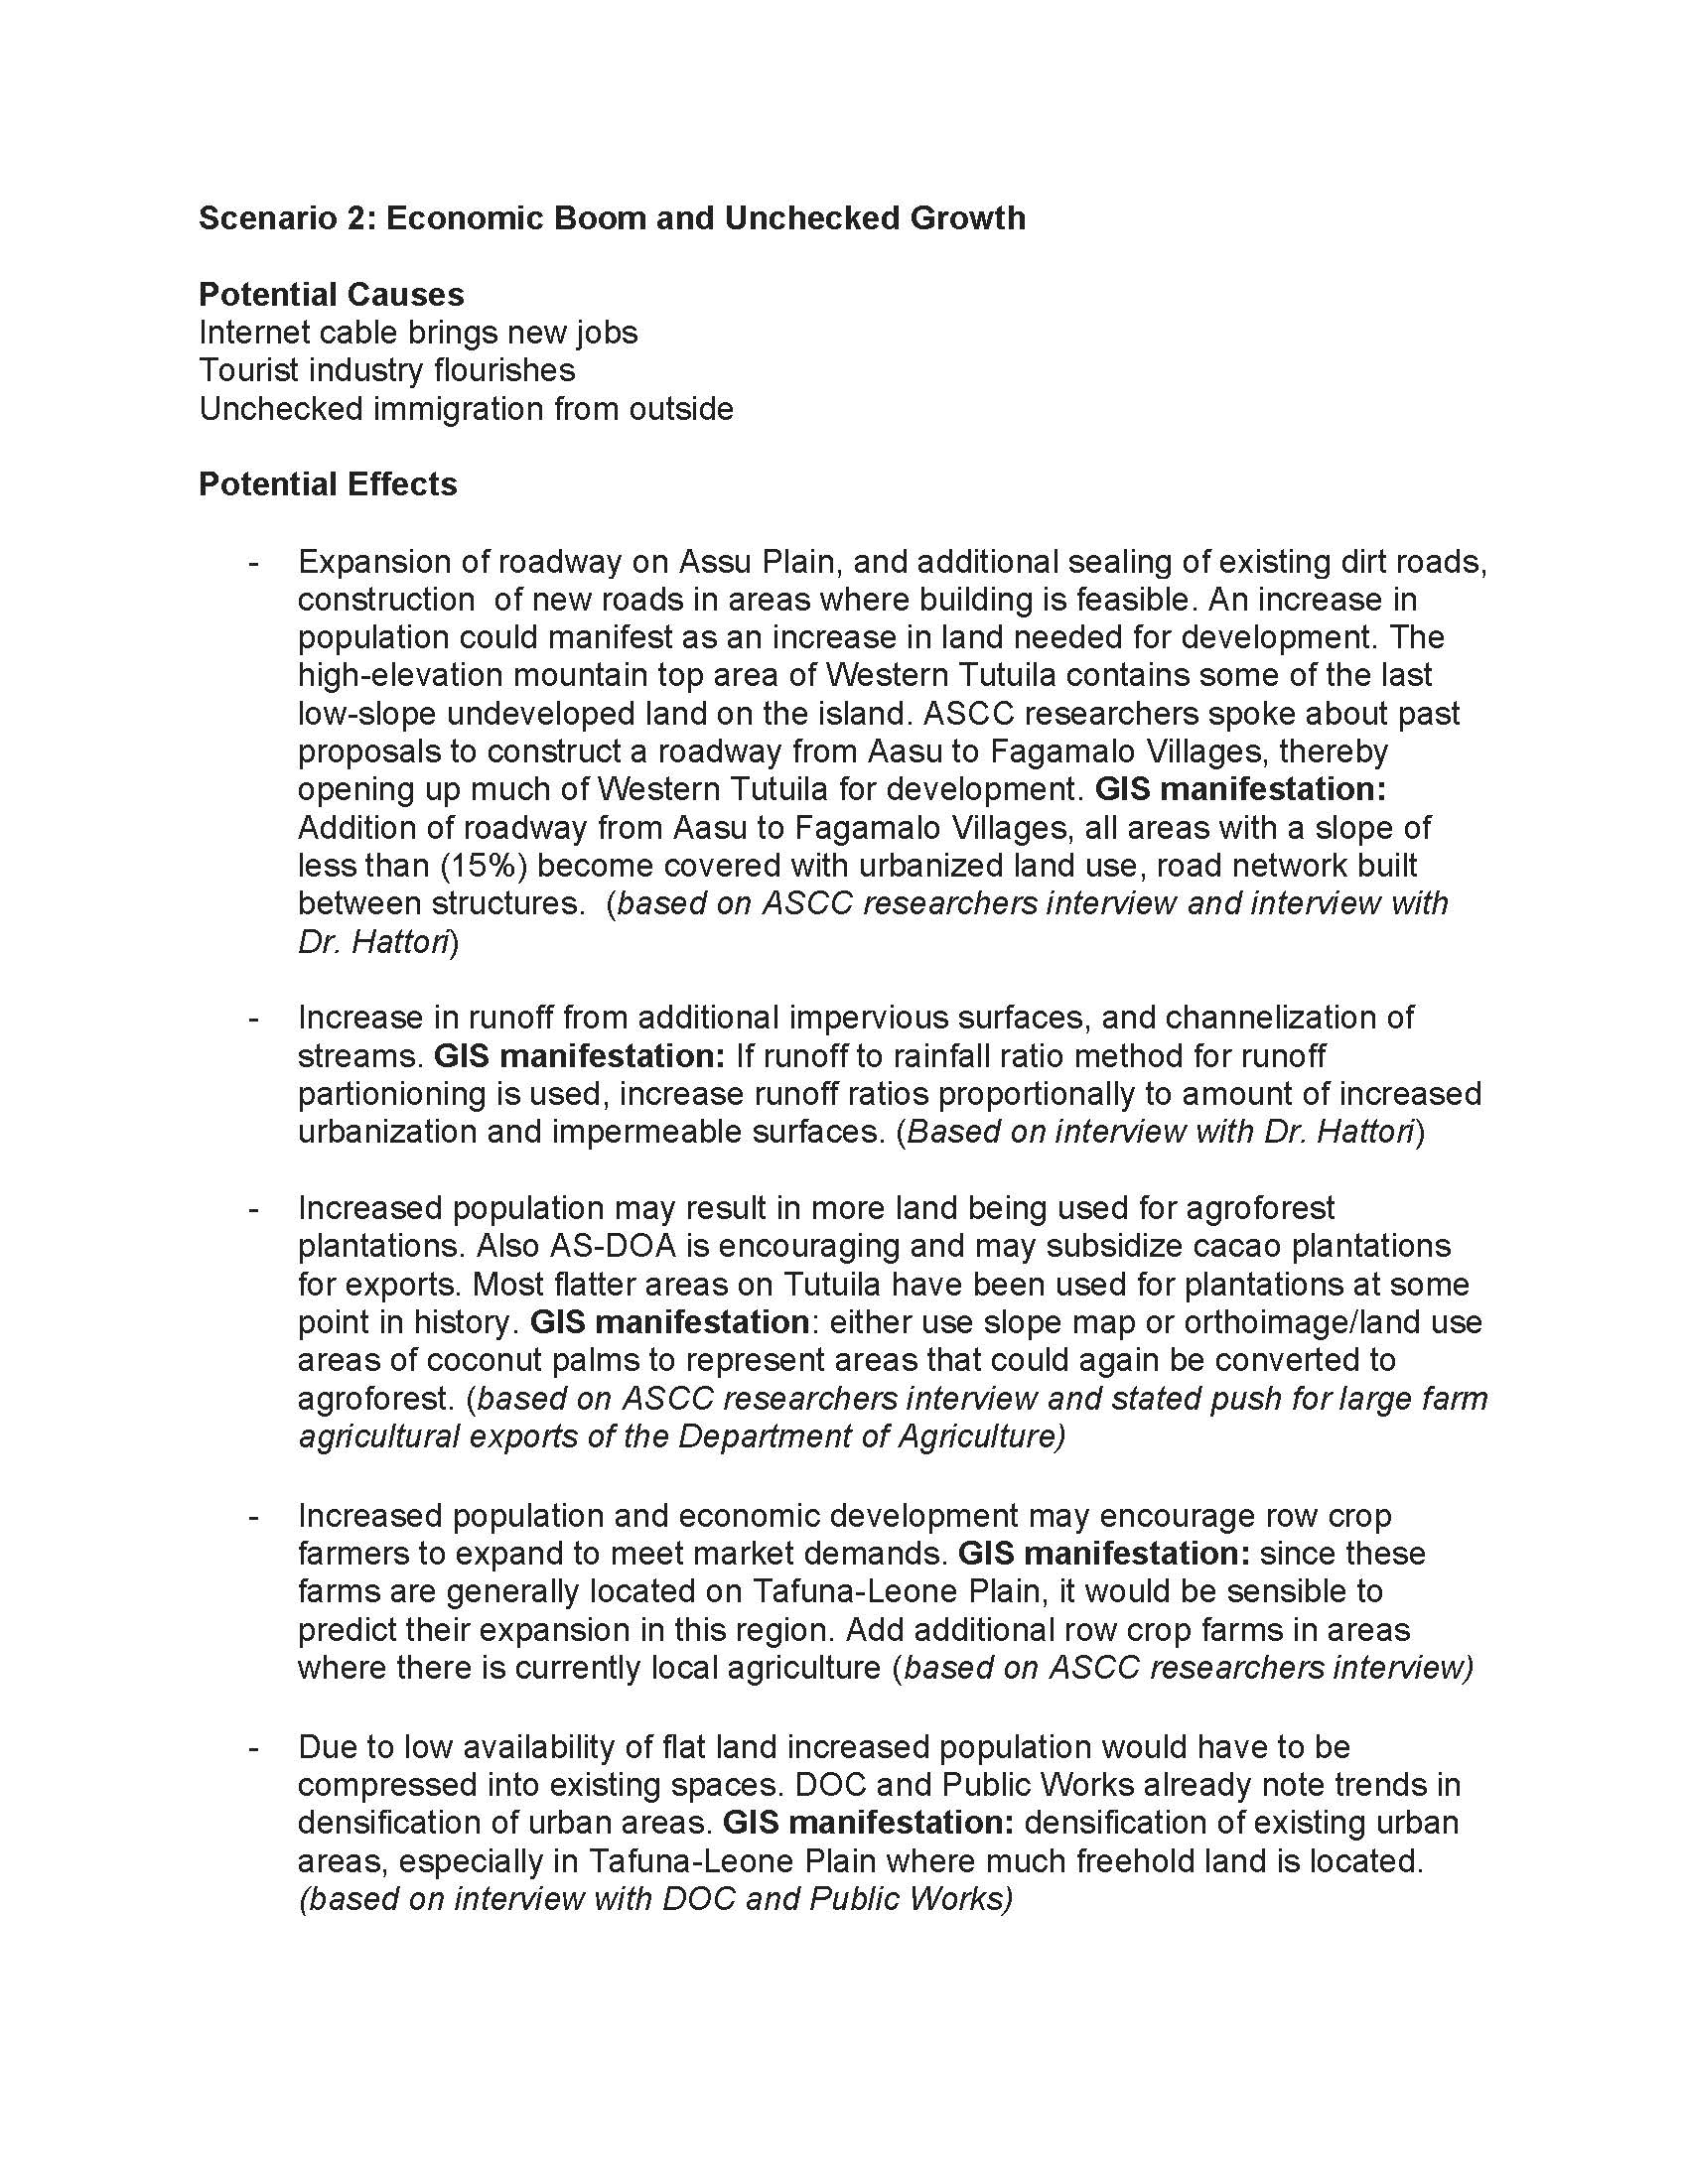 Scenario 2: Economic Boom and Unchecked Growth
Potential Causes
Internet cable brings new jobs
Tourist industry flourishes
Unchecked immigration from outside
Potential Effects
- Expansion of roadway on Assu Plain, and additional sealing of existing dirt roads,
construction  of new roads in areas where building is feasible. An increase in
population could manifest as an increase in land needed for development. The
high-elevation mountain top area of Western Tutuila contains some of the last
low-slope undeveloped land on the island. ASCC researchers spoke about past
proposals to construct a roadway from Aasu to Fagamalo Villages, thereby
opening up much of Western Tutuila for development. GIS manifestation:
Addition of roadway from Aasu to Fagamalo Villages, all areas with a slope of
less than (15%) become covered with urbanized land use, road network built
between structures.  (based on ASCC researchers interview and interview with
Dr. Hattori)
- Increase in runoff from additional impervious surfaces, and channelization of
streams. GIS manifestation: If runoff to rainfall ratio method for runoff
partionioning is used, increase runoff ratios proportionally to amount of increased
urbanization and impermeable surfaces. (Based on interview with Dr. Hattori)
- Increased population may result in more land being used for agroforest
plantations. Also AS-DOA is encouraging and may subsidize cacao plantations
for exports. Most flatter areas on Tutuila have been used for plantations at some
point in history. GIS manifestation: either use slope map or orthoimage/land use
areas of coconut palms to represent areas that could again be converted to
agroforest. (based on ASCC researchers interview and stated push for large farm
agricultural exports of the Department of Agriculture)
- Increased population and economic development may encourage row crop
farmers to expand to meet market demands. GIS manifestation: since these
farms are generally located on Tafuna-Leone Plain, it would be sensible to
predict their expansion in this region. Add additional row crop farms in areas
where there is currently local agriculture (based on ASCC researchers interview)
- Due to low availability of flat land increased population would have to be
compressed into existing spaces. DOC and Public Works already note trends in
densification of urban areas. GIS manifestation: densification of existing urban
areas, especially in Tafuna-Leone Plain where much freehold land is located.
(based on interview with DOC and Public Works)